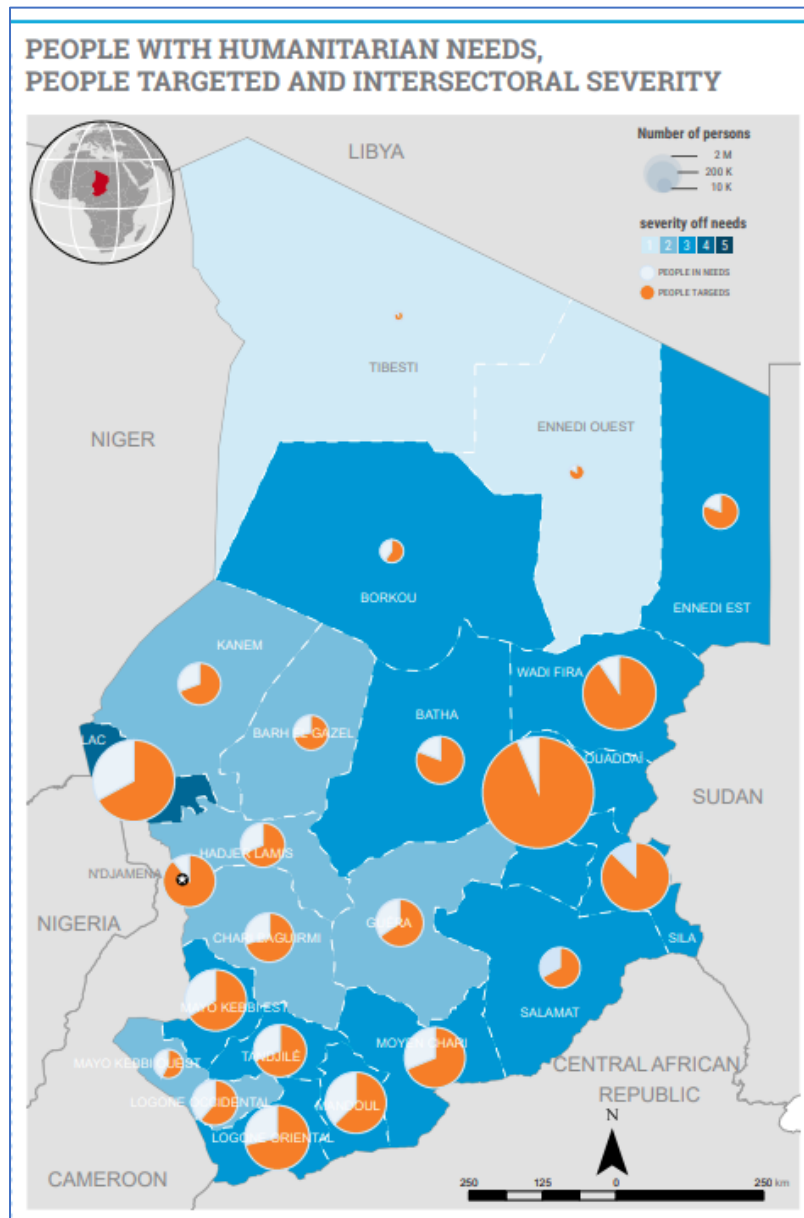 PEOPLE WITH HUMANITARIAN NEEDS,
PEOPLE TARGETED AND INTERSECTORAL SEVERITY
LIBYA
Number of persons
2 M
200 K
10 K
severity off needs
1 2 3 4 5
PEOPLE IN NEEDS
PEOPLE TARGEDS
TIBESTI
ENNEDI OUEST
NIGER
BORKOU
ENNEDI EST
KANEM
WADI FIRA
BATHA
BARH EL GAZEL
LAC
OUADDAÏ
SUDAN
HADJER LAMIS
N'DJAMENA
NIGERIA
GUERA
CHARI BAGUIRMI
SILA
MAYO KEBBI EST
SALAMAT
MOYEN CHARI
TANDJILÉ
MAYO KEBBI OUEST
CENTRAL AFRICAN
REPUBLIC
LOGONE OCCIDENTAL
MANDOUL
N
LOGONE ORIENTAL
CAMEROON
250 125 0 250 km